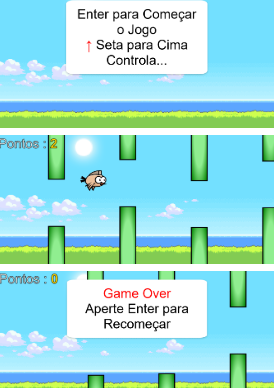 Enter para Começar
o Jogo
↑ Seta para Cima
Controla...
Pontos : 2
Pontos : 0
Game Over
Aperte Enter para
Recomeçar